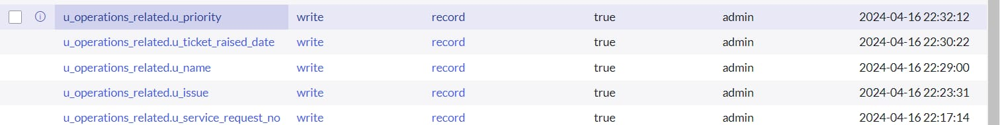 u_operations_related.u_priority write record true admin 2024-04-16 22:32:12
u_operations_related.u_ticket_raised_date write record true admin 2024-04-16 22:30:22
u_operations_related.u_name write record true admin 2024-04-16 22:29:00
u_operations_related.u_issue write record true admin 2024-04-16 22:23:31
u_operations_related.u_service_request_no write record true admin 2024-04-16 22:17:14